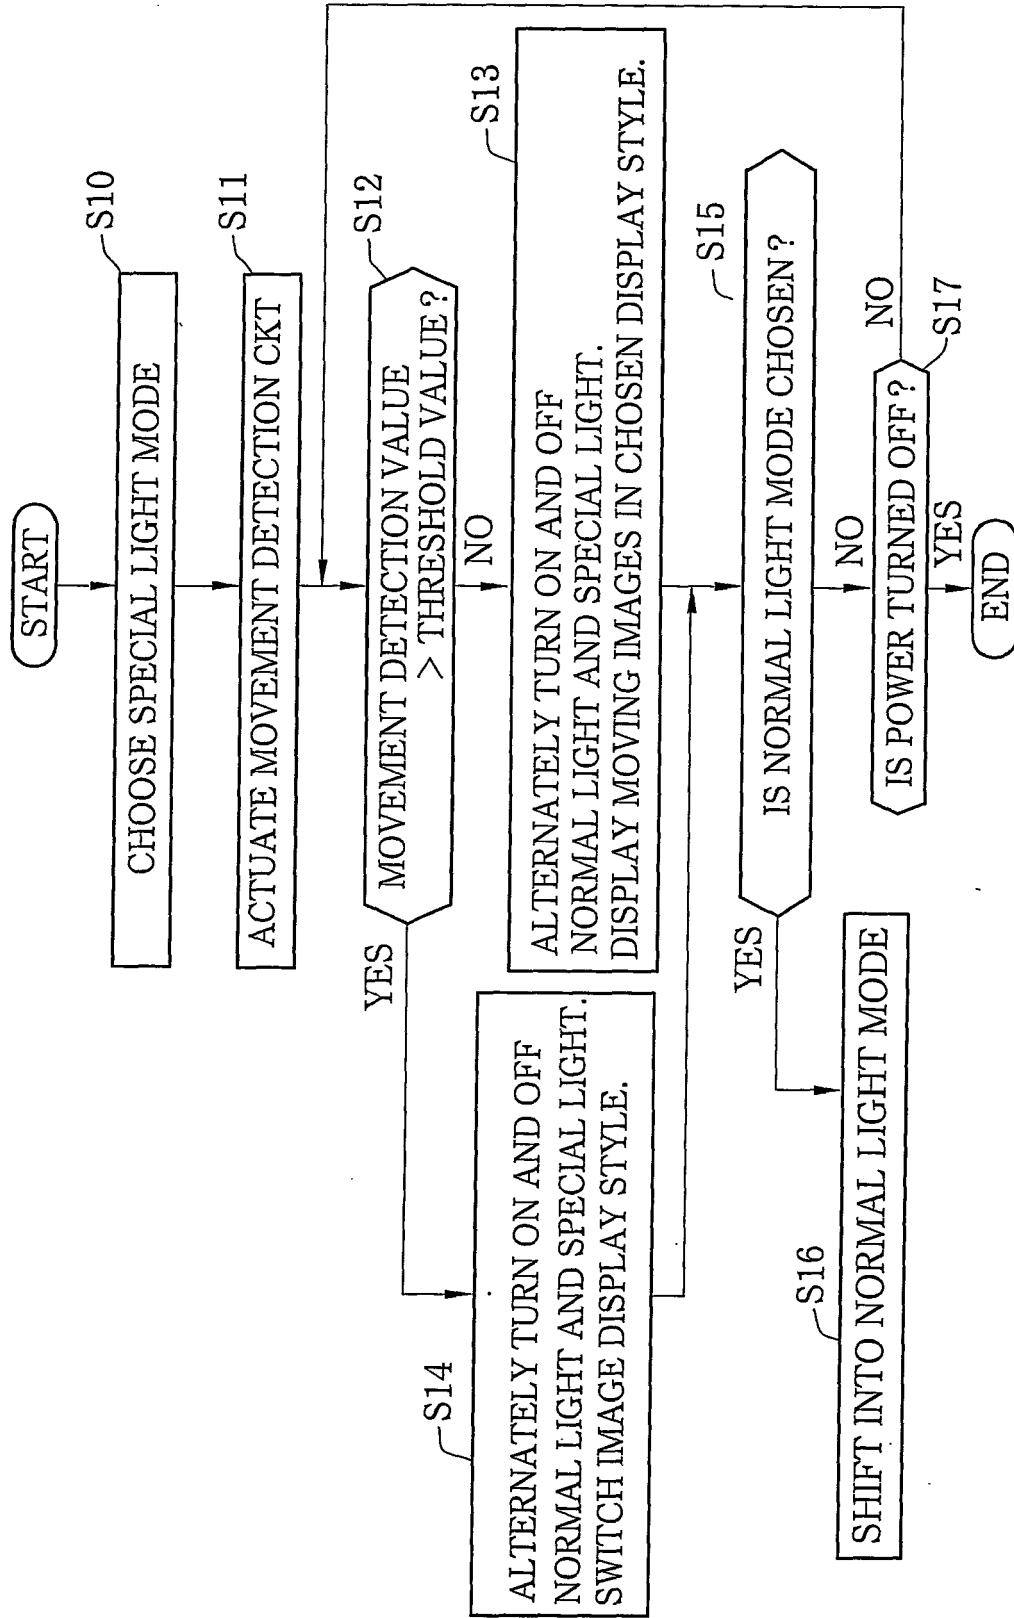 START
S10
CHOOSE SPECIAL LIGHT MODE
S11
ACTUATE MOVEMENT DETECTION CKT
S12
MOVEMENT DETECTION VALUE
> THRESHOLD VALUE?
YES
NO
S13
ALTERNATELY TURN ON AND OFF
NORMAL LIGHT AND SPECIAL LIGHT.
DISPLAY MOVING IMAGES IN CHOSEN DISPLAY STYLE.
S14
ALTERNATELY TURN ON AND OFF
NORMAL LIGHT AND SPECIAL LIGHT.
SWITCH IMAGE DISPLAY STYLE.
S15
IS NORMAL LIGHT MODE CHOSEN?
YES
NO
S16
SHIFT INTO NORMAL LIGHT MODE
S17
IS POWER TURNED OFF?
NO
YES
END